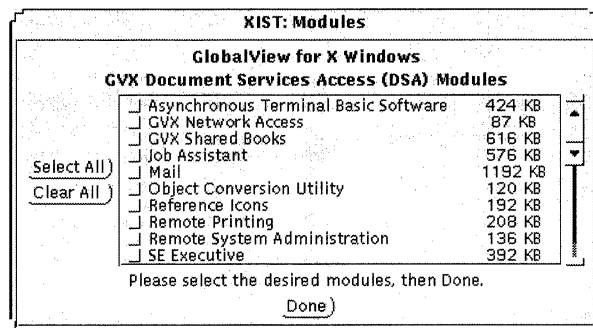 XIST: Modules
GlobalView for X Windows
GVX Document Services Access (DSA) Modules
Asynchronous Terminal Basic Software 424 KB
GVX Network Access 87 KB
GVX Shared Books 616 KB
Job Assistant 576 KB
Mail 1192 KB
Object Conversion Utility 120 KB
Reference Icons 192 KB
Remote Printing 208 KB
Remote System Administration 136 KB
SE Executive 392 KB
Select All
Clear All
Please select the desired modules, then Done.
Done